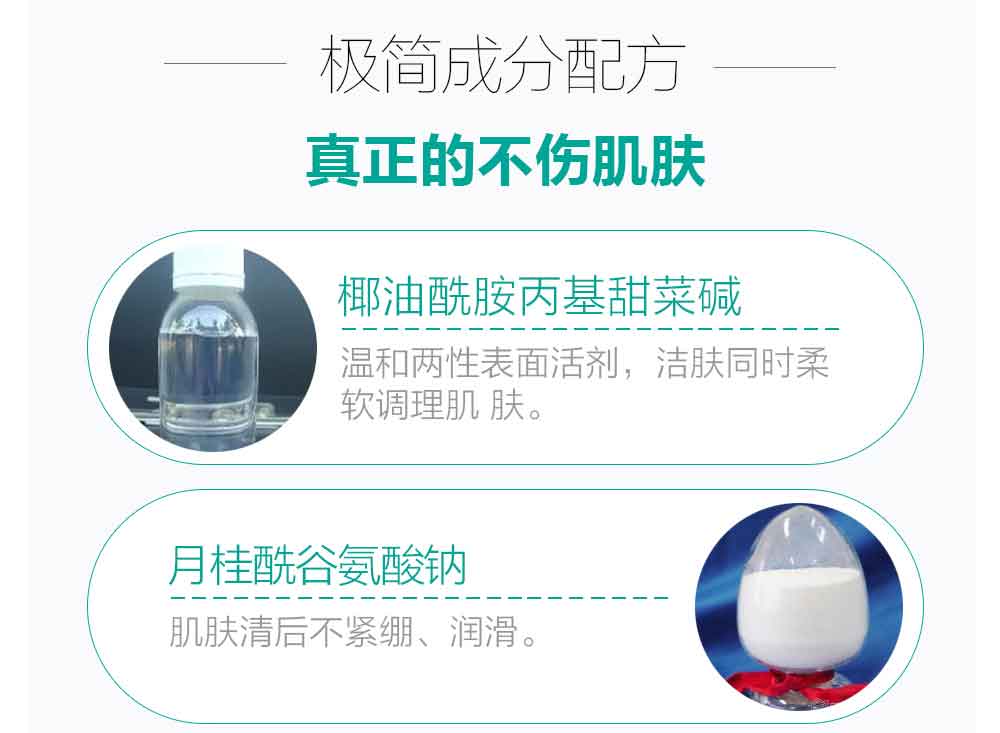 极简成分配方
真正的不伤肌肤
椰油酰胺丙基甜菜碱
温和两性表面活剂，洁肤同时柔
软调理肌 肤。
月桂酰谷氨酸钠
肌肤清后不紧绷、润滑。